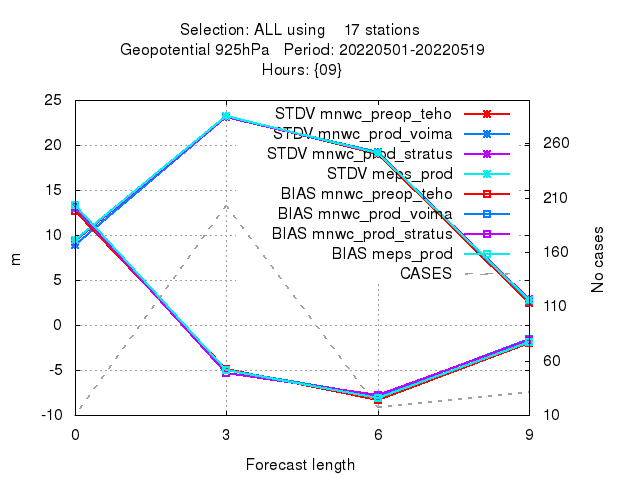 Selection: ALL using 17 stations
Geopotential 925hPa Period: 20220501-20220519
Hours: {09}
25
20
15
10
5
0
-5
-10
m
STDV mnwc_preop_teho
STDV mnwc_prod_voima
STDV mnwc_prod_stratus
STDV meps_prod
BIAS mnwc_preop_teho
BIAS mnwc_prod_voima
BIAS mnwc_prod_stratus
BIAS meps_prod
CASES
260
210
160
110
60
10
No cases
0 3 6 9
Forecast length